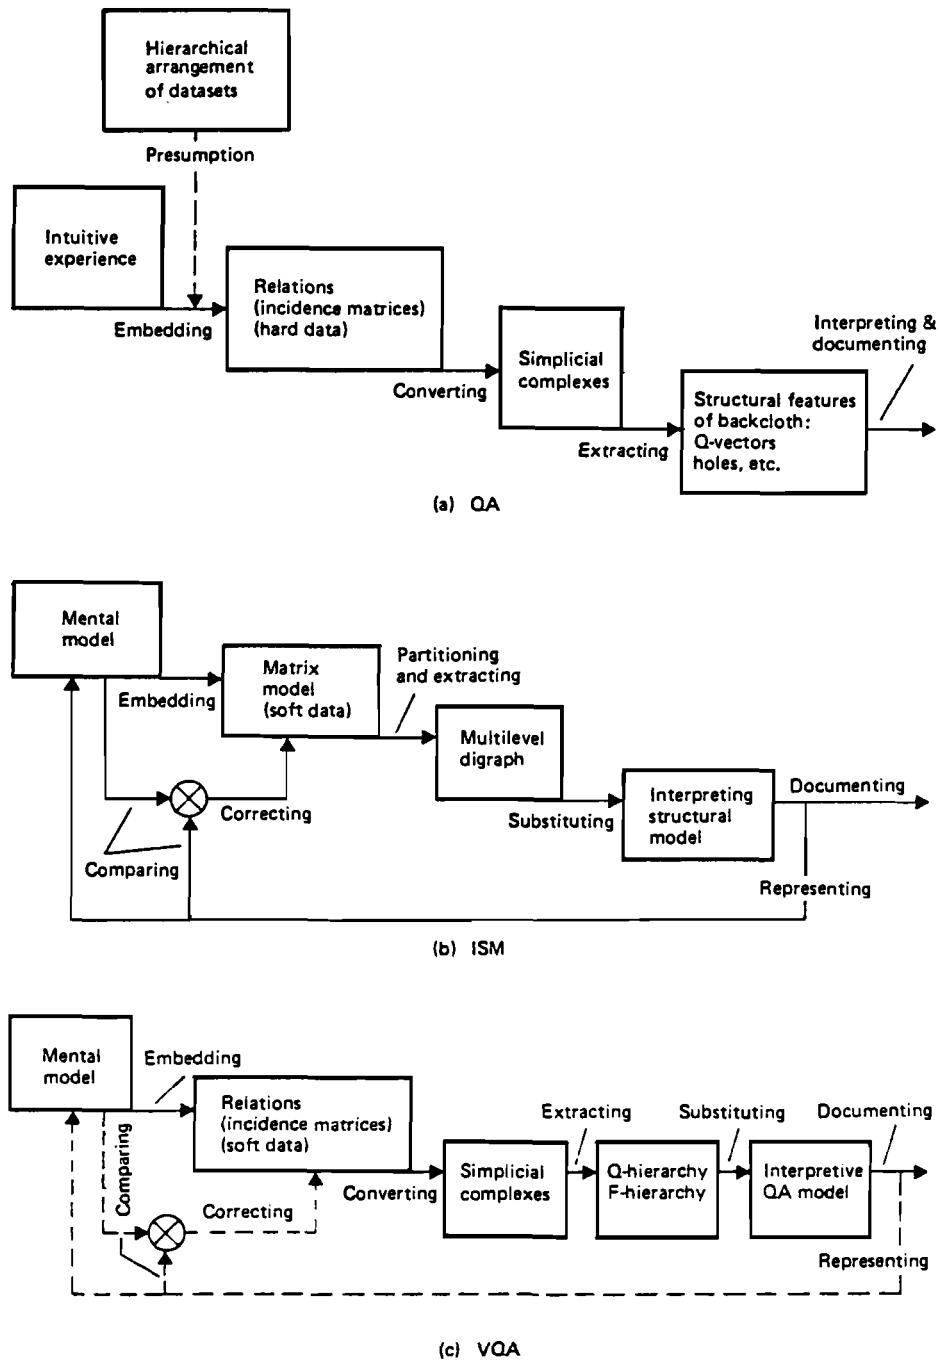 Hierarchical
arrangement
of datasets
Presumption
Intuitive
experience
Embedding
Relations
(incidence matrices)
(hard data)
Converting
Simplicial
complexes
Extracting
Structural features
of backcloth:
Q-vectors
holes, etc.
Interpreting &
documenting
(a) QA
Mental
model
Embedding
Matrix
model
(soft data)
Partitioning
and extracting
Multilevel
digraph
Substituting
Interpreting
structural
model
Documenting
Correcting
Comparing
Representing
(b) ISM
Mental
model
Embedding
Relations
(incidence matrices)
(soft data)
Comparing
Correcting
Converting
Simplicial
complexes
Extracting
Q-hierarchy
F-hierarchy
Substituting
Interpretive
QA model
Documenting
Representing
(c) VQA